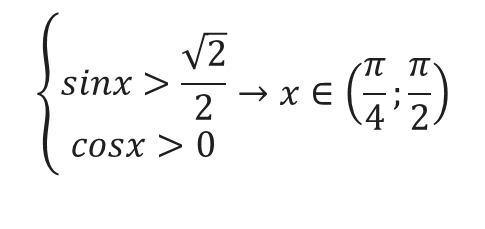 sinx > √2/2 → x ∈ (π/4 ; π/2)
cosx > 0